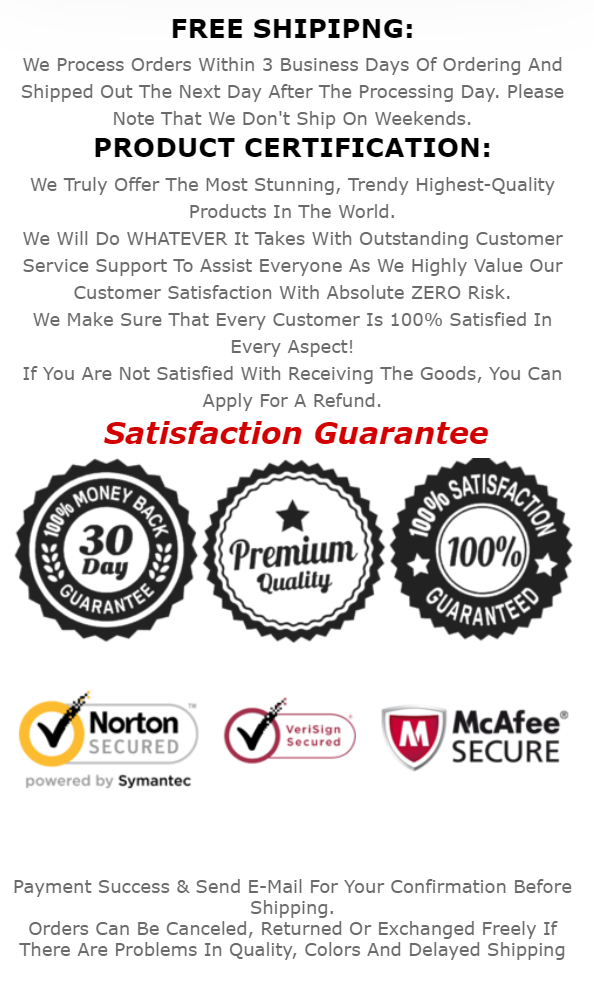 FREE SHIPIPNG:
We Process Orders Within 3 Business Days Of Ordering And
Shipped Out The Next Day After The Processing Day. Please
Note That We Don't Ship On Weekends.
PRODUCT CERTIFICATION:
We Truly Offer The Most Stunning, Trendy Highest-Quality
Products In The World.
We Will Do WHATEVER It Takes With Outstanding Customer
Service Support To Assist Everyone As We Highly Value Our
Customer Satisfaction With Absolute ZERO Risk.
We Make Sure That Every Customer Is 100% Satisfied In
Every Aspect!
If You Are Not Satisfied With Receiving The Goods, You Can
Apply For A Refund.
Satisfaction Guarantee
100% MONEY BACK
30
Day
GUARANTEE
Premium
Quality
100% SATISFACTION
100%
GUARANTEED
Norton™
SECURED
powered by Symantec
VeriSign®
Secured
McAfee®
SECURE
Payment Success & Send E-Mail For Your Confirmation Before
Shipping.
Orders Can Be Canceled, Returned Or Exchanged Freely If
There Are Problems In Quality, Colors And Delayed Shipping